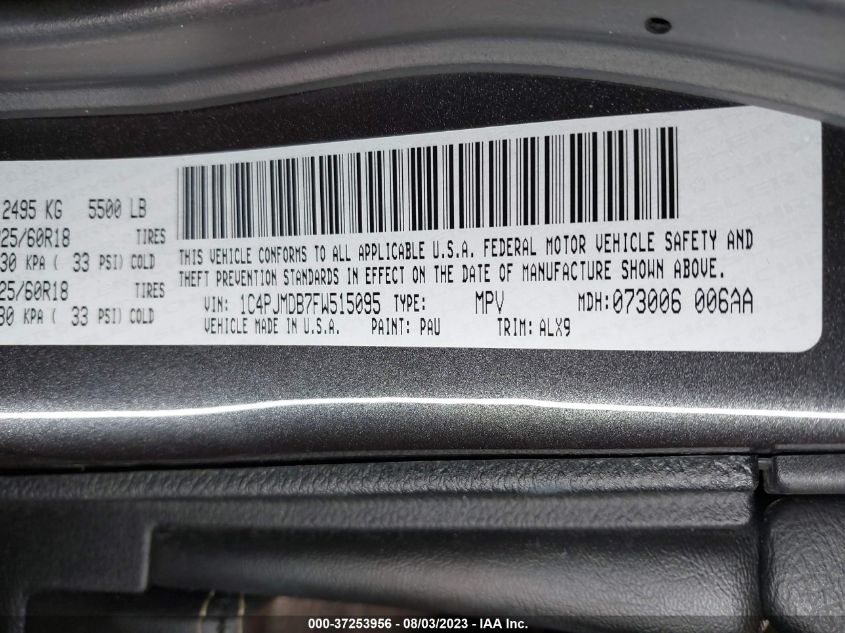 2495 KG 5500 LB
25/60R18 TIRES
30 KPA ( 33 PSI) COLD
25/60R18 TIRES
30 KPA ( 33 PSI) COLD
THIS VEHICLE CONFORMS TO ALL APPLICABLE U.S.A. FEDERAL MOTOR VEHICLE SAFETY AND
THEFT PREVENTION STANDARDS IN EFFECT ON THE DATE OF MANUFACTURE SHOWN ABOVE.
VIN: 1C4PJMDB7FW515095 TYPE: MPV MDH: 073006 006AA
VEHICLE MADE IN U.S.A. PAINT: PAU TRIM: ALX9
000-37253956 - 08/03/2023 - IAA Inc.